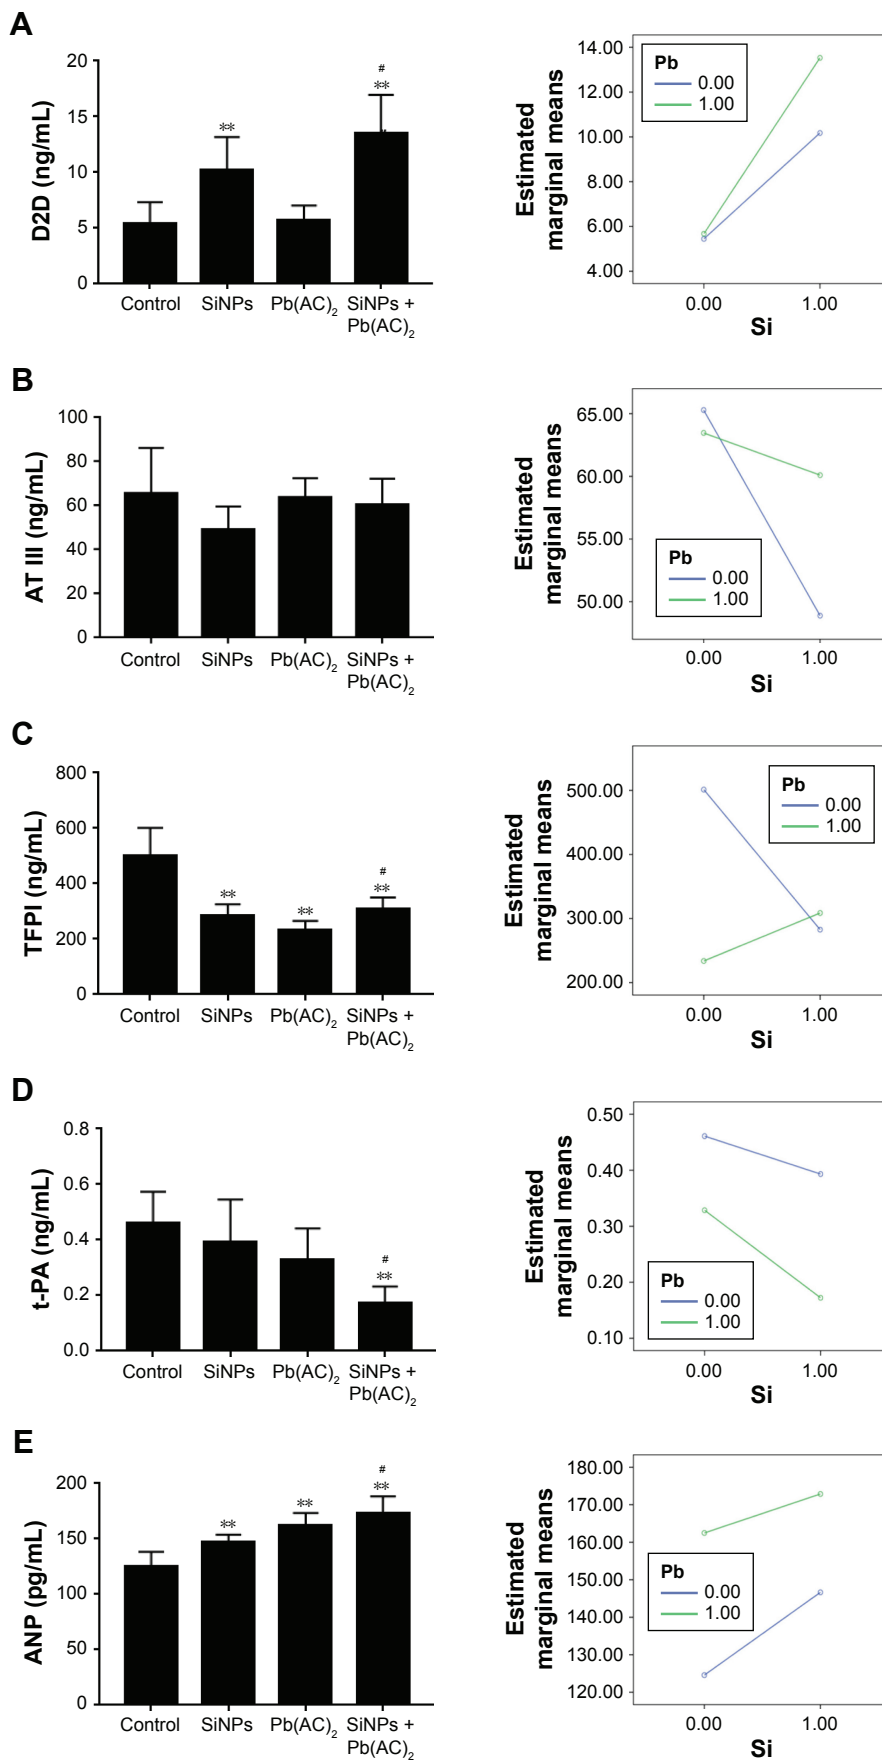 A
D2D (ng/mL)
20
15
10
5
0
**
#
**
Control
SiNPs
Pb(AC)₂
SiNPs +
Pb(AC)₂
Estimated
marginal means
14.00
12.00
10.00
8.00
6.00
4.00
Pb
0.00
1.00
0.00
1.00
Si
B
AT III (ng/mL)
100
80
60
40
20
0
Control
SiNPs
Pb(AC)₂
SiNPs +
Pb(AC)₂
Estimated
marginal means
65.00
60.00
55.00
50.00
Pb
0.00
1.00
0.00
1.00
Si
C
TFPI (ng/mL)
800
600
400
200
0
**
**
#
**
Control
SiNPs
Pb(AC)₂
SiNPs +
Pb(AC)₂
Estimated
marginal means
500.00
400.00
300.00
200.00
Pb
0.00
1.00
0.00
1.00
Si
D
t-PA (ng/mL)
0.8
0.6
0.4
0.2
0.0
#
**
Control
SiNPs
Pb(AC)₂
SiNPs +
Pb(AC)₂
Estimated
marginal means
0.50
0.40
0.30
0.20
0.10
Pb
0.00
1.00
0.00
1.00
Si
E
ANP (pg/mL)
200
150
100
50
0
**
**
#
**
Control
SiNPs
Pb(AC)₂
SiNPs +
Pb(AC)₂
Estimated
marginal means
180.00
170.00
160.00
150.00
140.00
130.00
120.00
Pb
0.00
1.00
0.00
1.00
Si